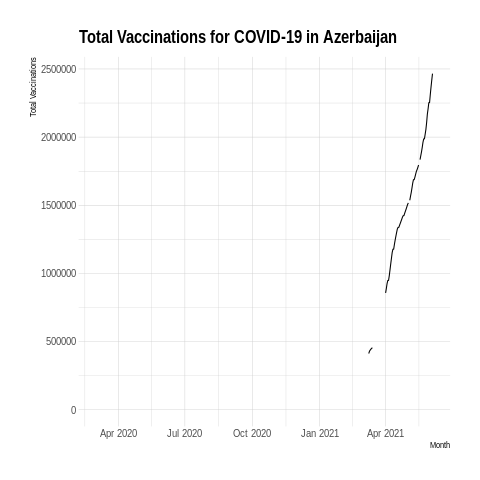 Total Vaccinations for COVID-19 in Azerbaijan
Total Vaccinations
2500000
2000000
1500000
1000000
500000
0
Apr 2020 Jul 2020 Oct 2020 Jan 2021 Apr 2021
Month